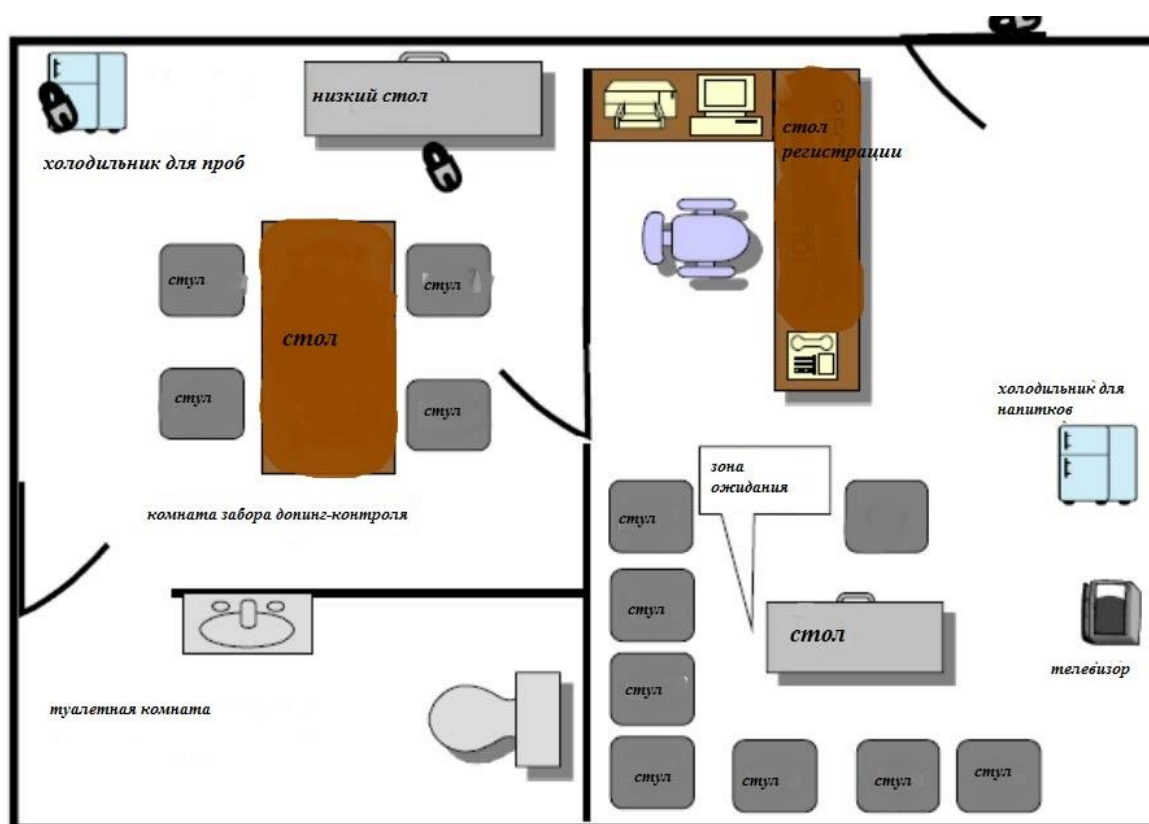 низкий стол
холодильник для проб
стол
регистрации
стул
стул
стол
стул
стул
комната забора допинг-контроля
холодильник для
напитков
зона
ожидания
стул
стул
стол
стул
стул
стул
стул
стул
телевизор
туалетная комната